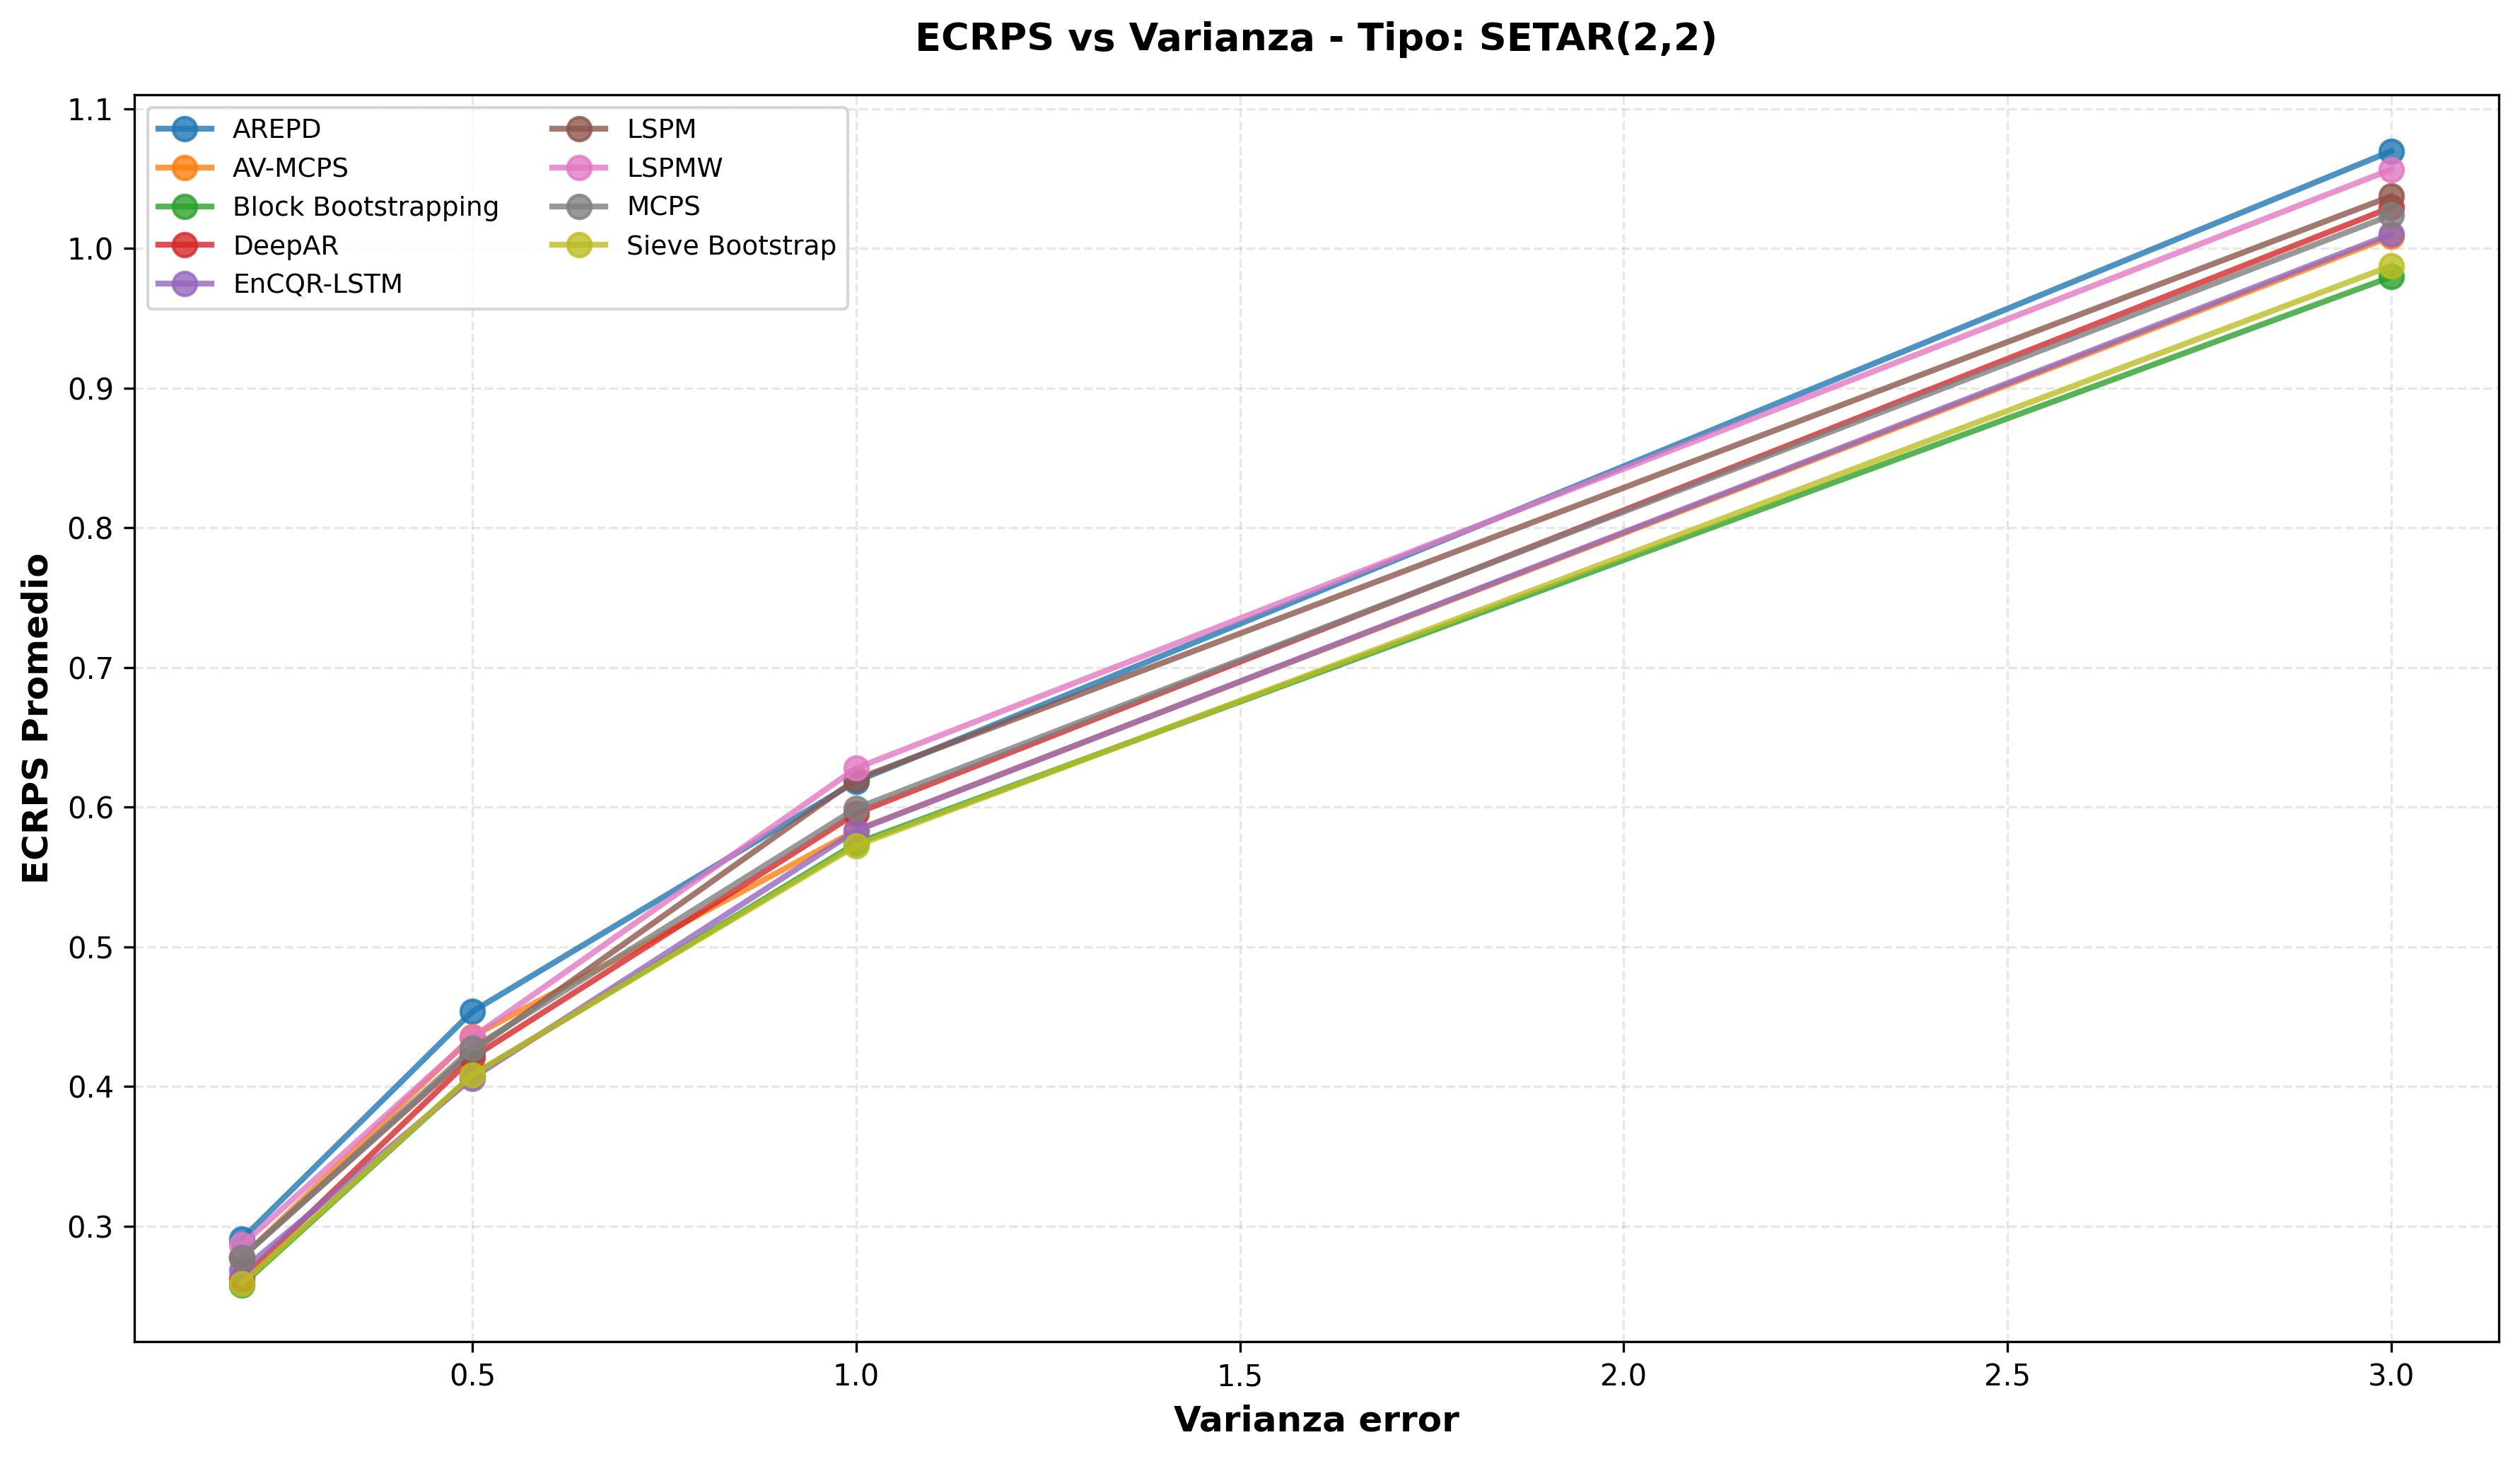 ECRPS vs Varianza - Tipo: SETAR(2,2)
AREPD
AV-MCPS
Block Bootstrapping
DeepAR
EnCQR-LSTM
LSPM
LSPMW
MCPS
Sieve Bootstrap
ECRPS Promedio
1.1
1.0
0.9
0.8
0.7
0.6
0.5
0.4
0.3
0.5
1.0
1.5
2.0
2.5
3.0
Varianza error